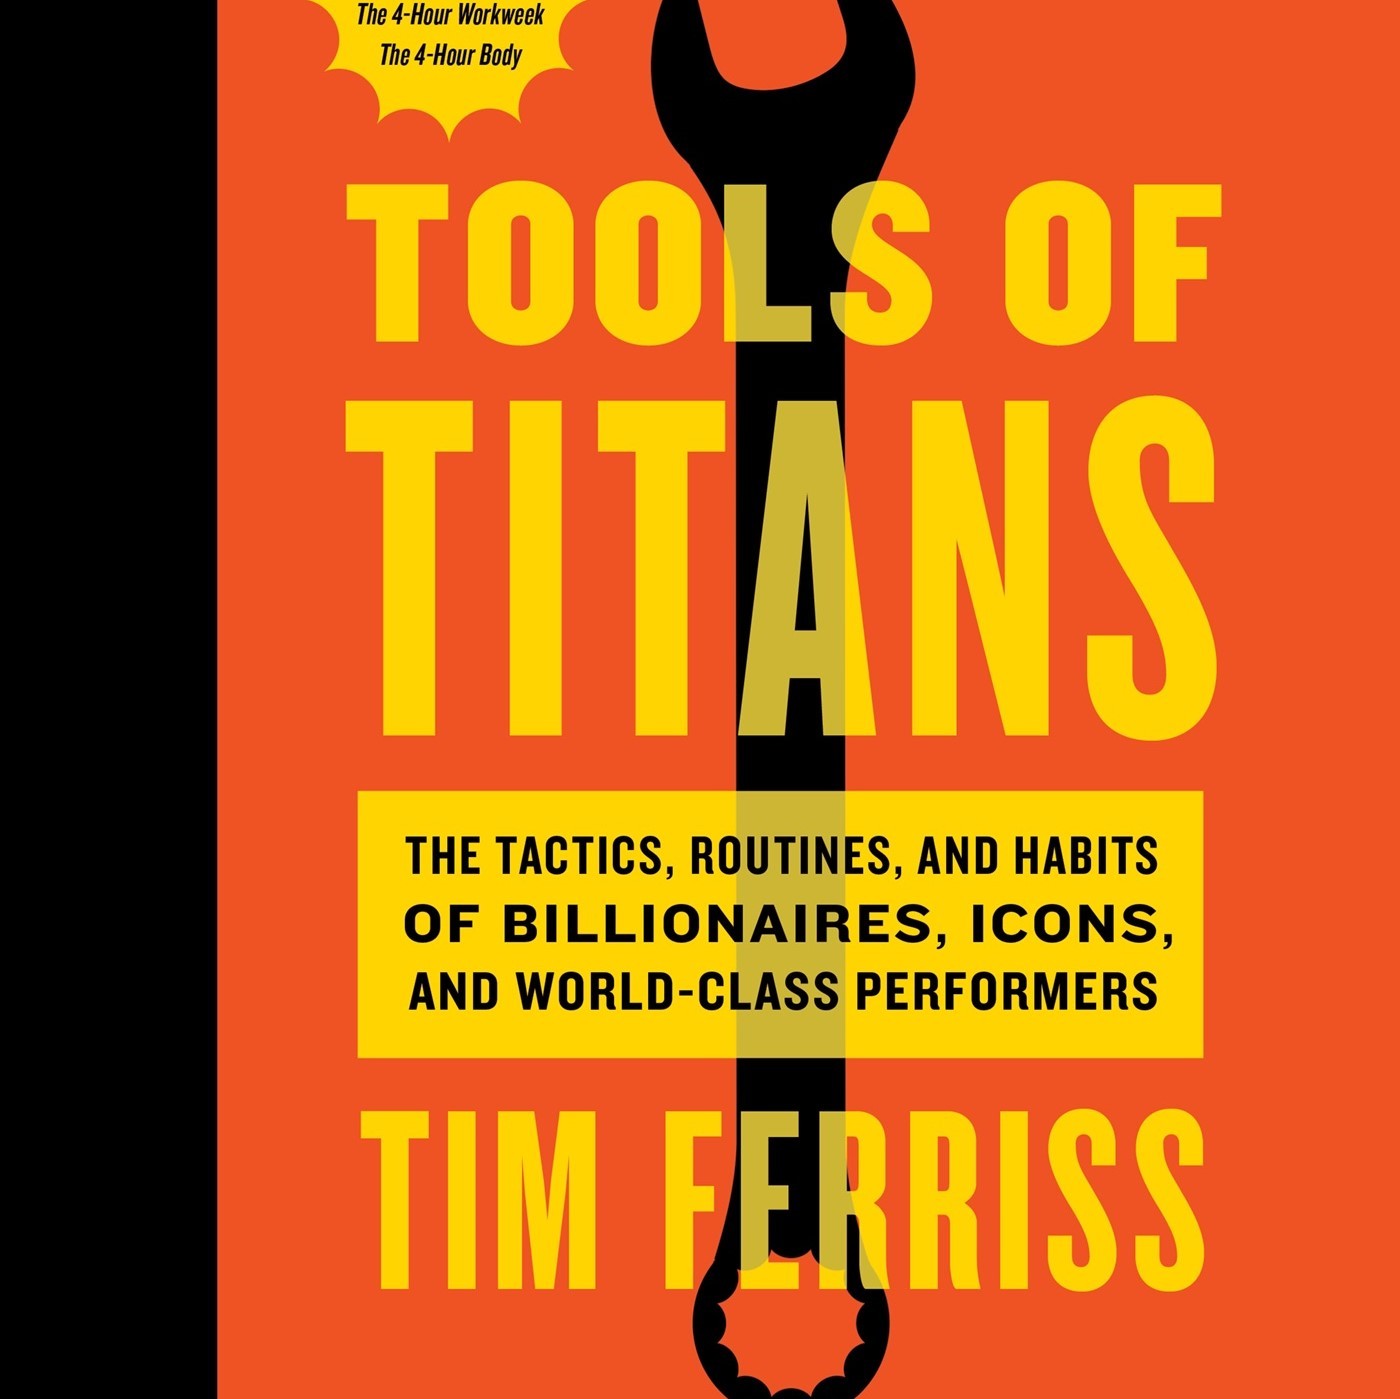 The 4-Hour Workweek
The 4-Hour Body
TOOLS OF
TITANS
THE TACTICS, ROUTINES, AND HABITS
OF BILLIONAIRES, ICONS,
AND WORLD-CLASS PERFORMERS
TIM FERRISS